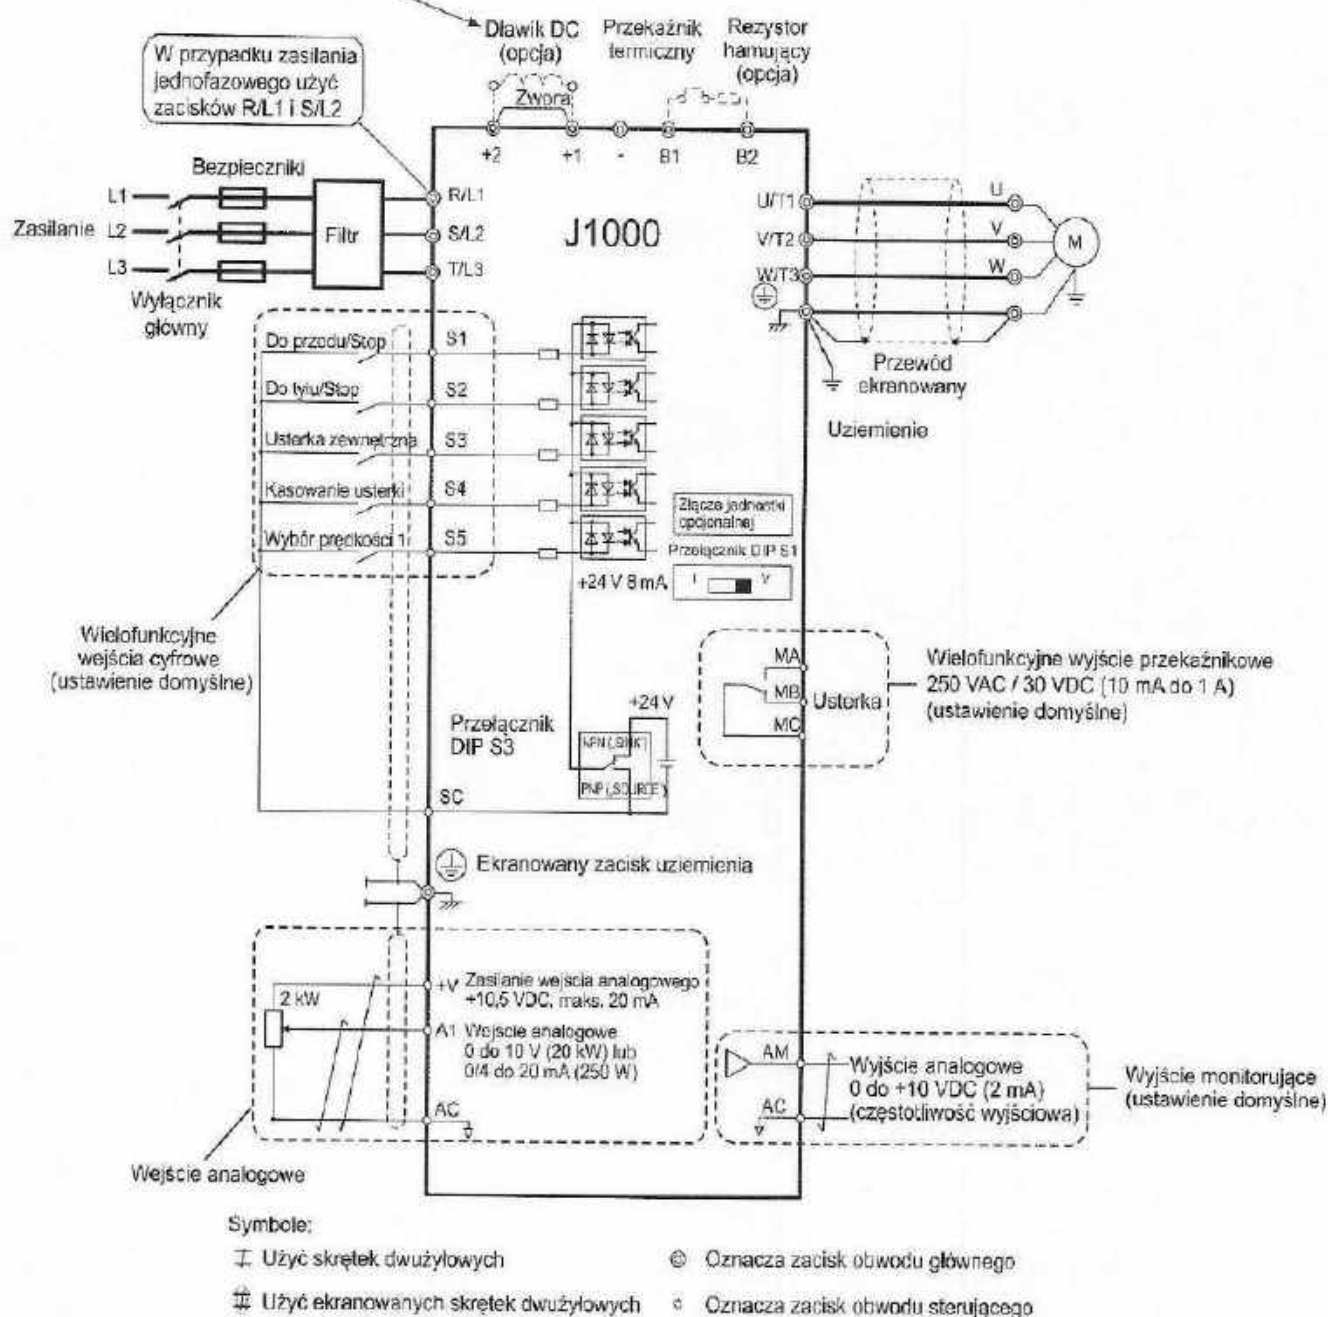 Dławik DC
(opcja)
Przekaźnik
termiczny
Rezystor
hamujący
(opcja)
W przypadku zasilania
jednofazowego użyć
zacisków R/L1 i S/L2
Zwora
+2
+1
-
B1
B2
Bezpieczniki
L1
Zasilanie L2
L3
Filtr
R/L1
S/L2
T/L3
J1000
U/T1
V/T2
W/T3
U
V
W
M
Wyłącznik
główny
Przewód
ekranowany
Uziemienie
Do przodu/Stop
S1
Do tyłu/Stop
S2
Usterka zewnętrzna
S3
Kasowanie usterki
S4
Wybór prędkości 1
S5
Złącze jednostki
opcjonalnej
Przełącznik DIP S1
I
V
+24 V 8 mA
Wielofunkcyjne
wejścia cyfrowe
(ustawienie domyślne)
MA
MB
MC
Usterka
Wielofunkcyjne wyjście przekaźnikowe
250 VAC / 30 VDC (10 mA do 1 A)
(ustawienie domyślne)
Przełącznik
DIP S3
+24 V
NPN („SINK”)
PNP („SOURCE”)
SC
Ekranowany zacisk uziemienia
2 kW
+V Zasilanie wejścia analogowego
+10,5 VDC, maks. 20 mA
A1 Wejście analogowe
0 do 10 V (20 kW) lub
0/4 do 20 mA (250 W)
AC
Wejście analogowe
AM
AC
Wyjście analogowe
0 do +10 VDC (2 mA)
(częstotliwość wyjściowa)
Wyjście monitorujące
(ustawienie domyślne)
Symbole:
Użyć skrętek dwużyłowych
Oznacza zacisk obwodu głównego
Użyć ekranowanych skrętek dwużyłowych
Oznacza zacisk obwodu sterującego